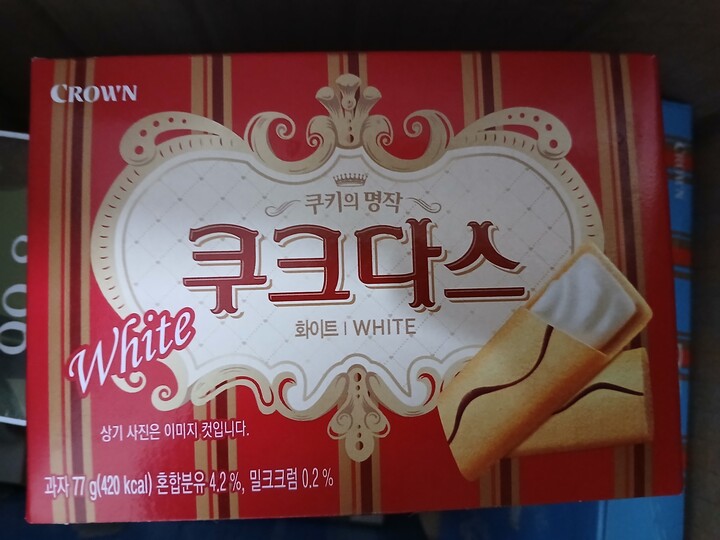 CROWN
쿠키의 명작
쿠크다스
화이트 | WHITE
White
상기 사진은 이미지 컷입니다.
과자 77 g(420 kcal) 혼합분유 4.2 %, 밀크크럼 0.2 %
CROWN